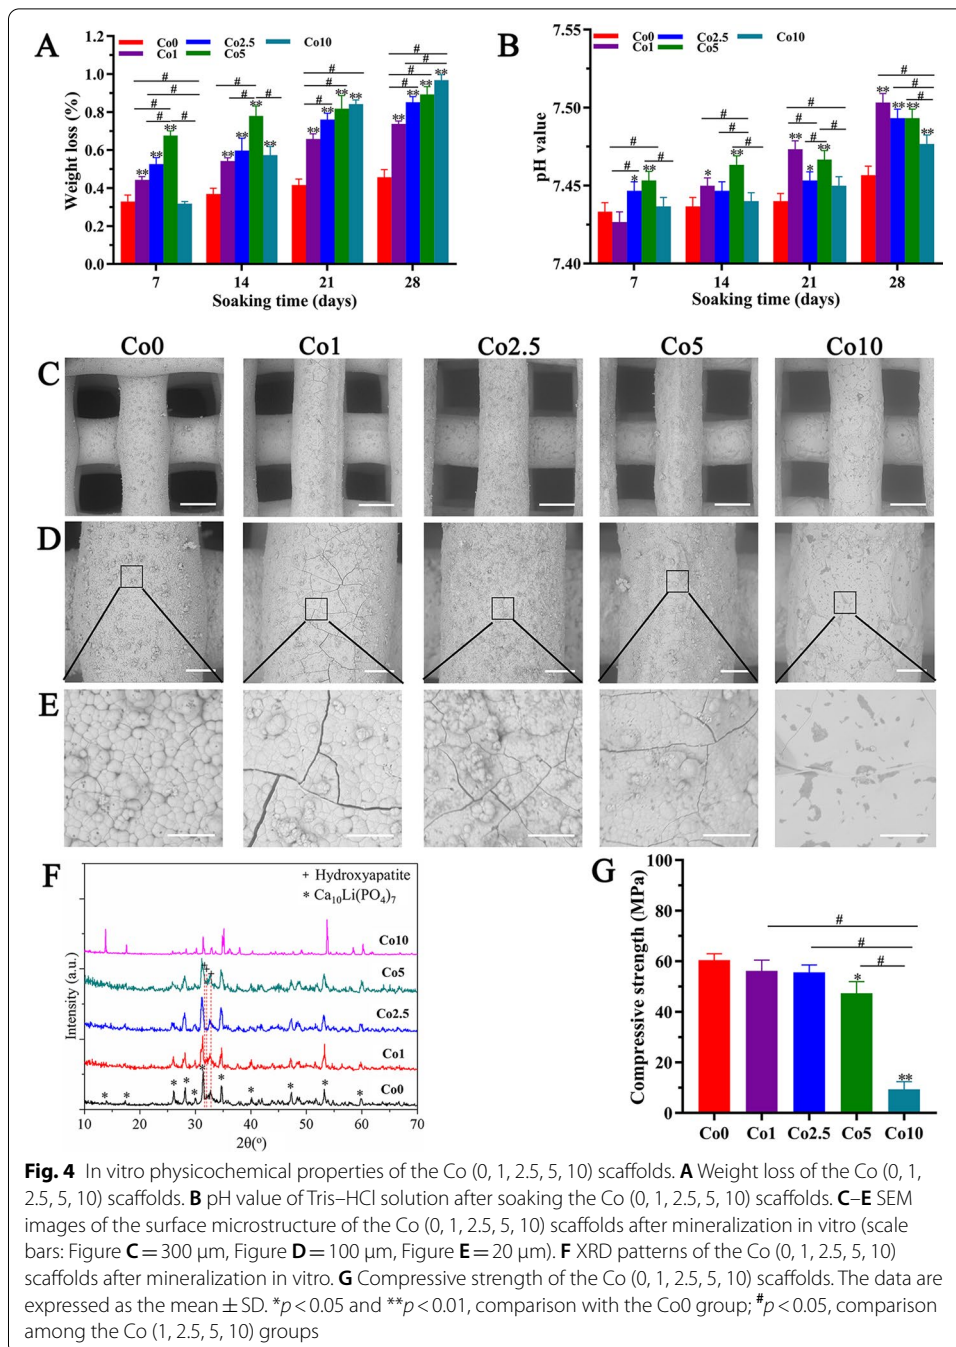 A
Co0 Co2.5 Co10
Co1 Co5
Weight loss (%)
1.2
1.0
0.8
0.6
0.4
0.2
0.0
7 14 21 28
Soaking time (days)
# # # # # # # # # # # # # #
** ** ** ** ** ** ** ** ** ** ** ** ** **
B
Co0 Co2.5 Co10
Co1 Co5
pH value
7.55
7.50
7.45
7.40
7 14 21 28
Soaking time (days)
Co0 Co1 Co2.5 Co5 Co10
C
D
E
F
+ Hydroxyapatite
* Ca10Li(PO4)7
Intensity (a.u.)
Co10
Co5
Co2.5
Co1
Co0
10 20 30 40 50 60 70
2θ(°)
G
Compressive strength (MPa)
100
80
60
40
20
0
#
#
#
*
**
Co0 Co1 Co2.5 Co5 Co10
Fig. 4 In vitro physicochemical properties of the Co (0, 1, 2.5, 5, 10) scaffolds. A Weight loss of the Co (0, 1,
2.5, 5, 10) scaffolds. B pH value of Tris–HCl solution after soaking the Co (0, 1, 2.5, 5, 10) scaffolds. C–E SEM
images of the surface microstructure of the Co (0, 1, 2.5, 5, 10) scaffolds after mineralization in vitro (scale
bars: Figure C = 300 μm, Figure D = 100 μm, Figure E = 20 μm). F XRD patterns of the Co (0, 1, 2.5, 5, 10)
scaffolds after mineralization in vitro. G Compressive strength of the Co (0, 1, 2.5, 5, 10) scaffolds. The data are
expressed as the mean ± SD. *p < 0.05 and **p < 0.01, comparison with the Co0 group; #p < 0.05, comparison
among the Co (1, 2.5, 5, 10) groups